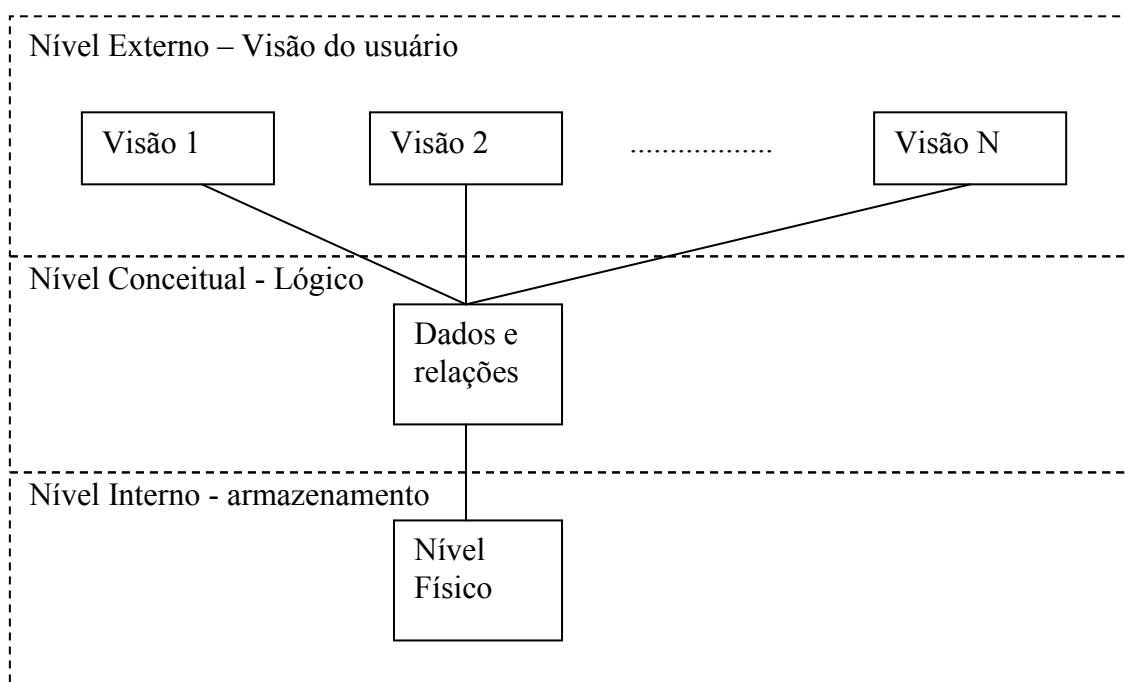 Nível Externo – Visão do usuário
Visão 1
Visão 2
..................
Visão N
Nível Conceitual - Lógico
Dados e
relações
Nível Interno - armazenamento
Nível
Físico